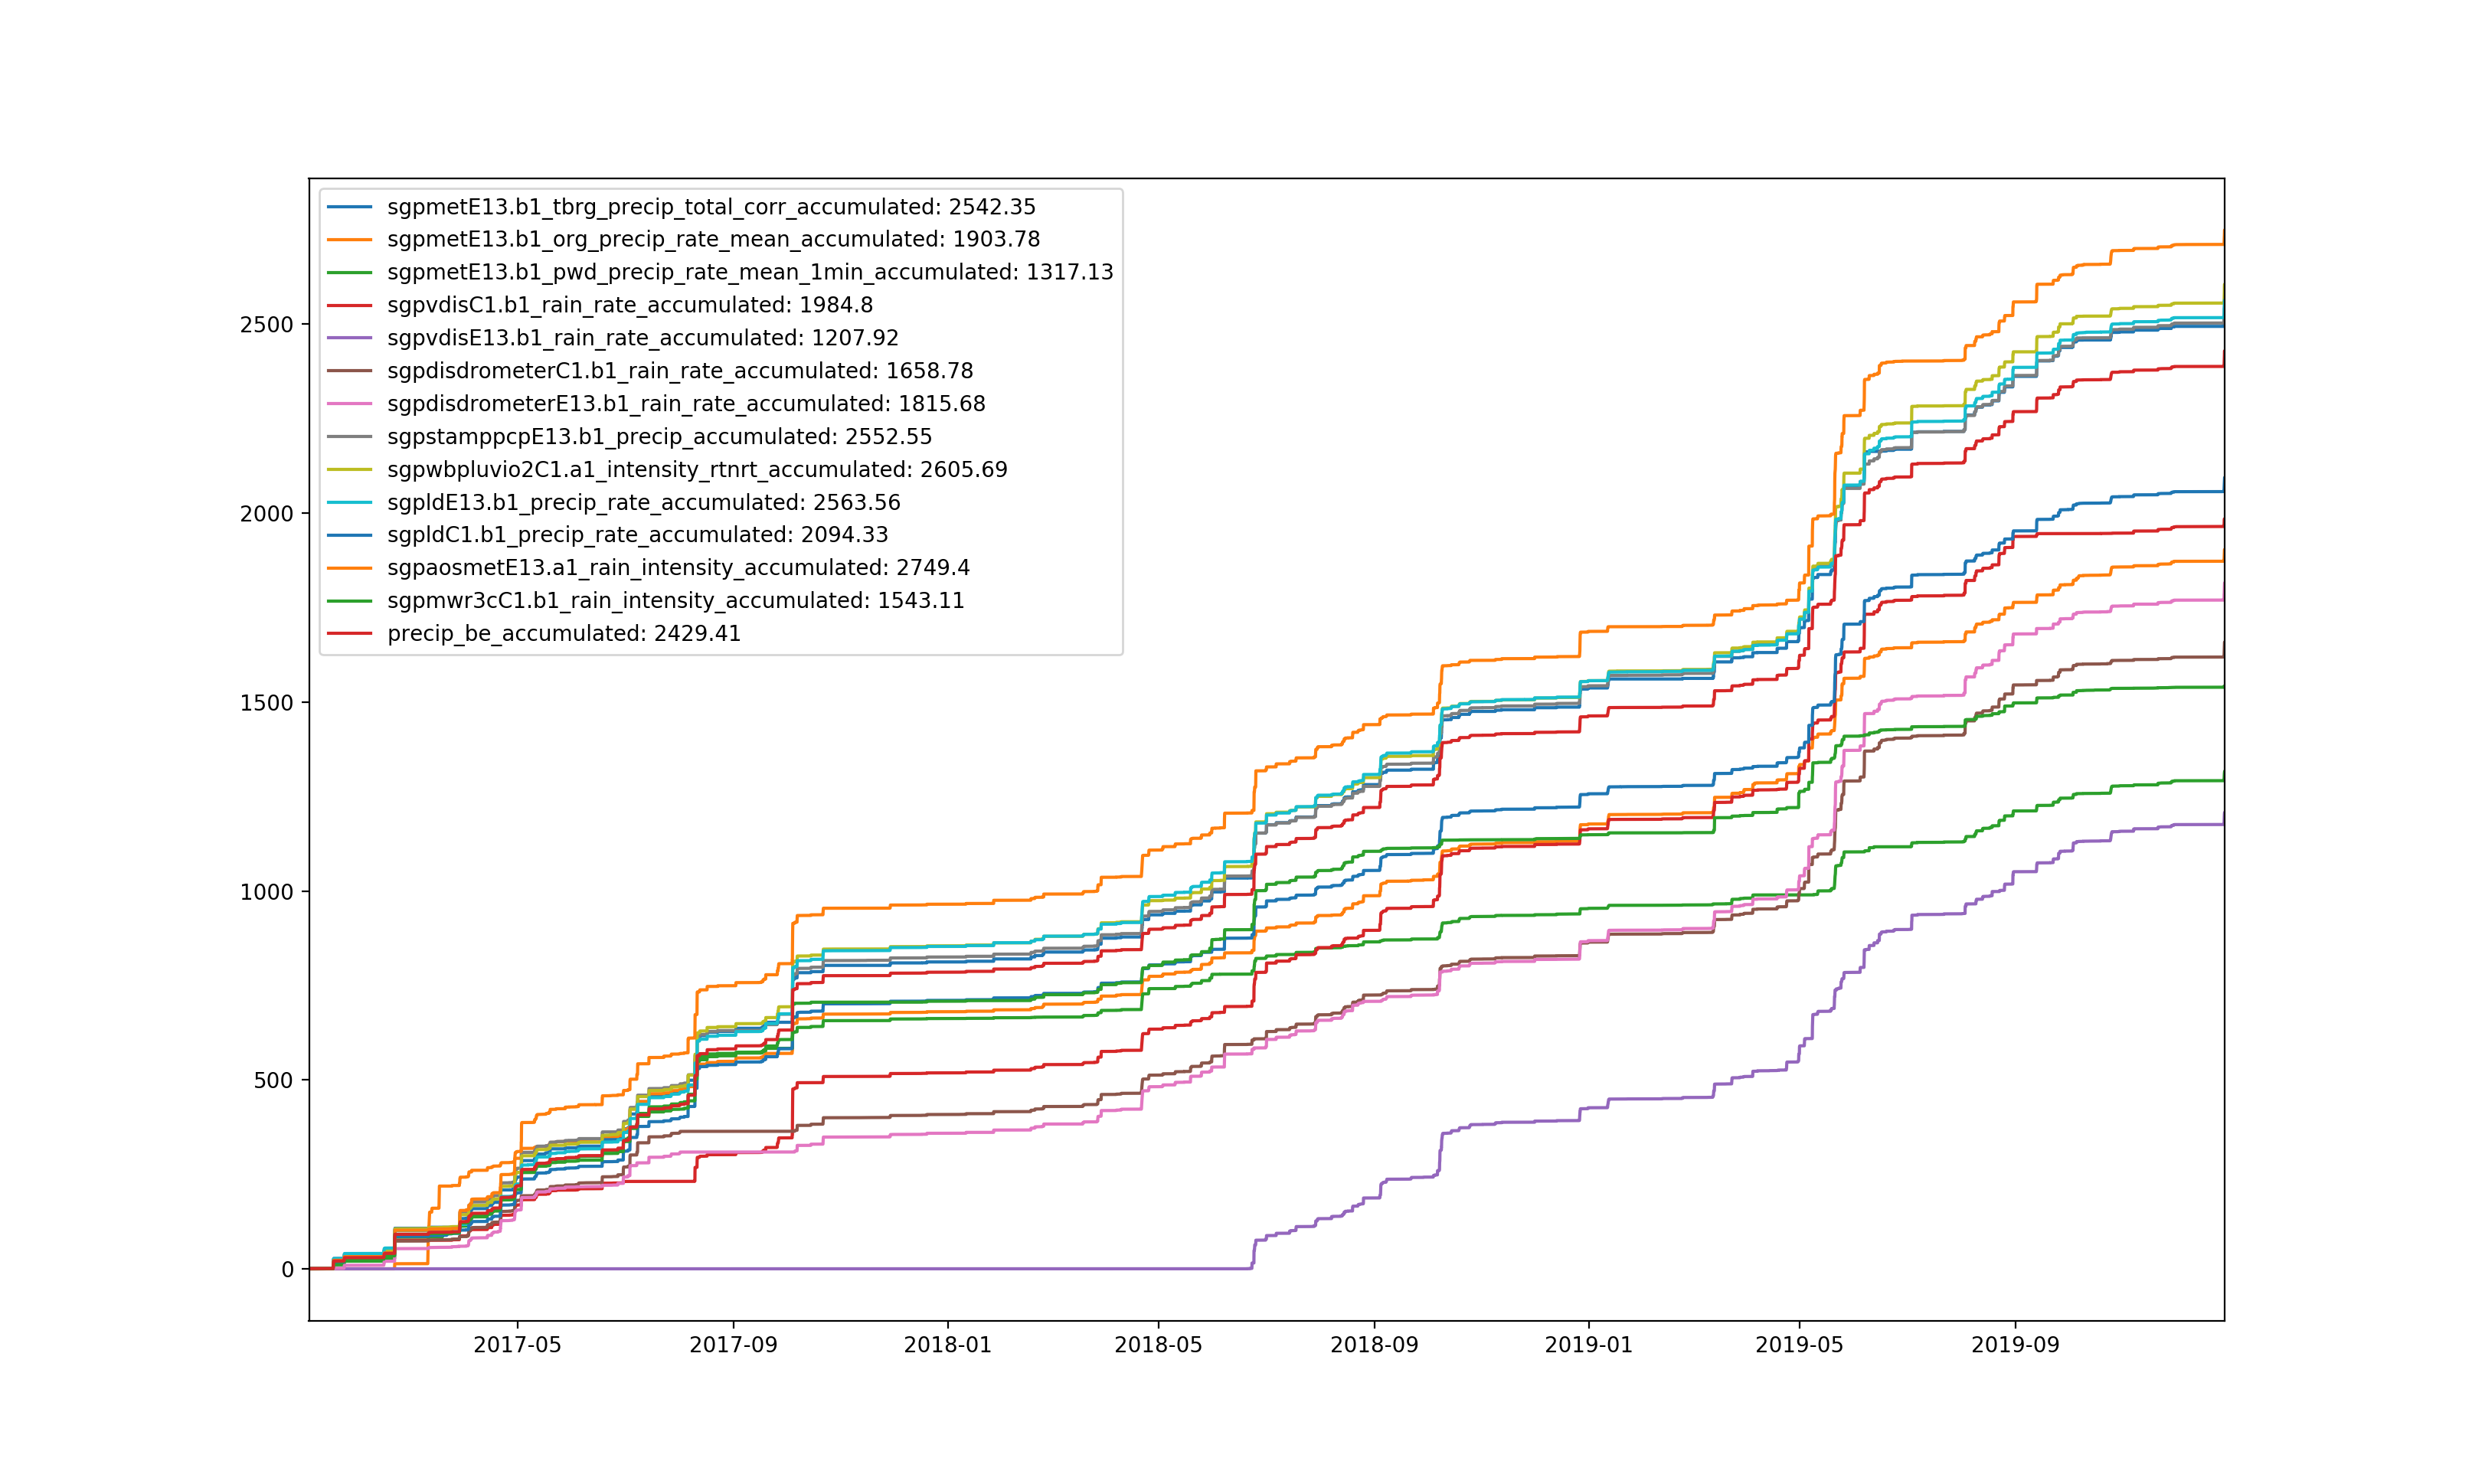 sgpmetE13.b1_tbrg_precip_total_corr_accumulated: 2542.35
sgpmetE13.b1_org_precip_rate_mean_accumulated: 1903.78
sgpmetE13.b1_pwd_precip_rate_mean_1min_accumulated: 1317.13
sgpvdisC1.b1_rain_rate_accumulated: 1984.8
sgpvdisE13.b1_rain_rate_accumulated: 1207.92
sgpdisdrometerC1.b1_rain_rate_accumulated: 1658.78
sgpdisdrometerE13.b1_rain_rate_accumulated: 1815.68
sgpstamppcpE13.b1_precip_accumulated: 2552.55
sgpwbpluvio2C1.a1_intensity_rtnrt_accumulated: 2605.69
sgpldE13.b1_precip_rate_accumulated: 2563.56
sgpldC1.b1_precip_rate_accumulated: 2094.33
sgpaosmetE13.a1_rain_intensity_accumulated: 2749.4
sgpmwr3cC1.b1_rain_intensity_accumulated: 1543.11
precip_be_accumulated: 2429.41
2500
2000
1500
1000
500
0
2017-05 2017-09 2018-01 2018-05 2018-09 2019-01 2019-05 2019-09